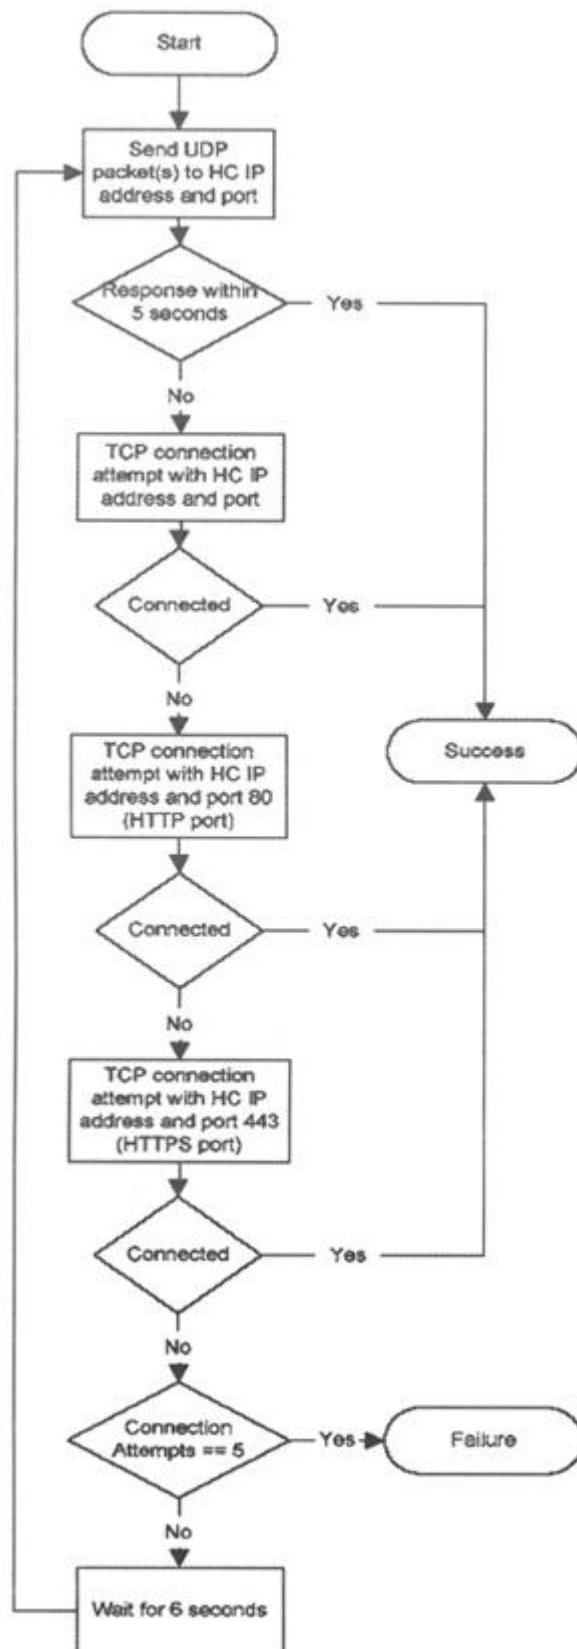 Start
Send UDP
packet(s) to HC IP
address and port
Response within
5 seconds
Yes
No
TCP connection
attempt with HC IP
address and port
Connected
Yes
No
TCP connection
attempt with HC IP
address and port 80
(HTTP port)
Success
Connected
Yes
No
TCP connection
attempt with HC IP
address and port 443
(HTTPS port)
Connected
Yes
No
Connection
Attempts == 5
Yes
Failure
No
Wait for 6 seconds